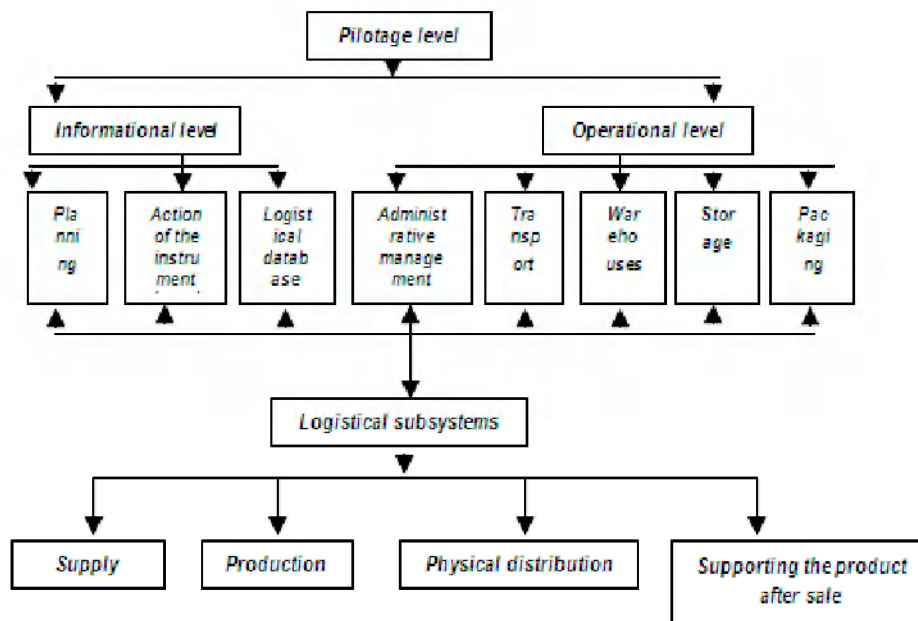 Pilotage level
Informational level
Operational level
Pla
nni
ng
Action
of the
instru
ment
Logist
ical
datab
ase
Administ
rative
manage
ment
Tra
nsp
ort
War
eho
uses
Stor
age
Pac
kagi
ng
Logistical subsystems
Supply
Production
Physical distribution
Supporting the product
after sale